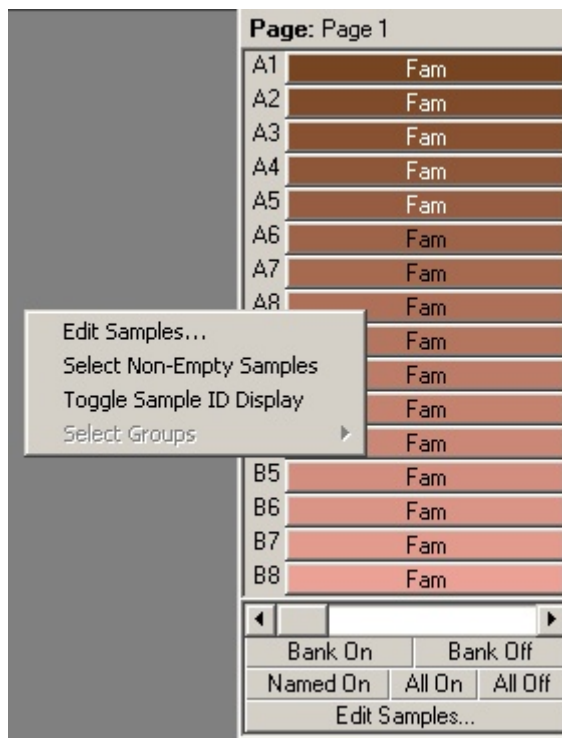 Page: Page 1
A1 Fam
A2 Fam
A3 Fam
A4 Fam
A5 Fam
A6 Fam
A7 Fam
A8 Fam
Edit Samples...
Select Non-Empty Samples
Toggle Sample ID Display
Select Groups
Fam
Fam
Fam
Fam
B5 Fam
B6 Fam
B7 Fam
B8 Fam
Bank On Bank Off
Named On All On All Off
Edit Samples...